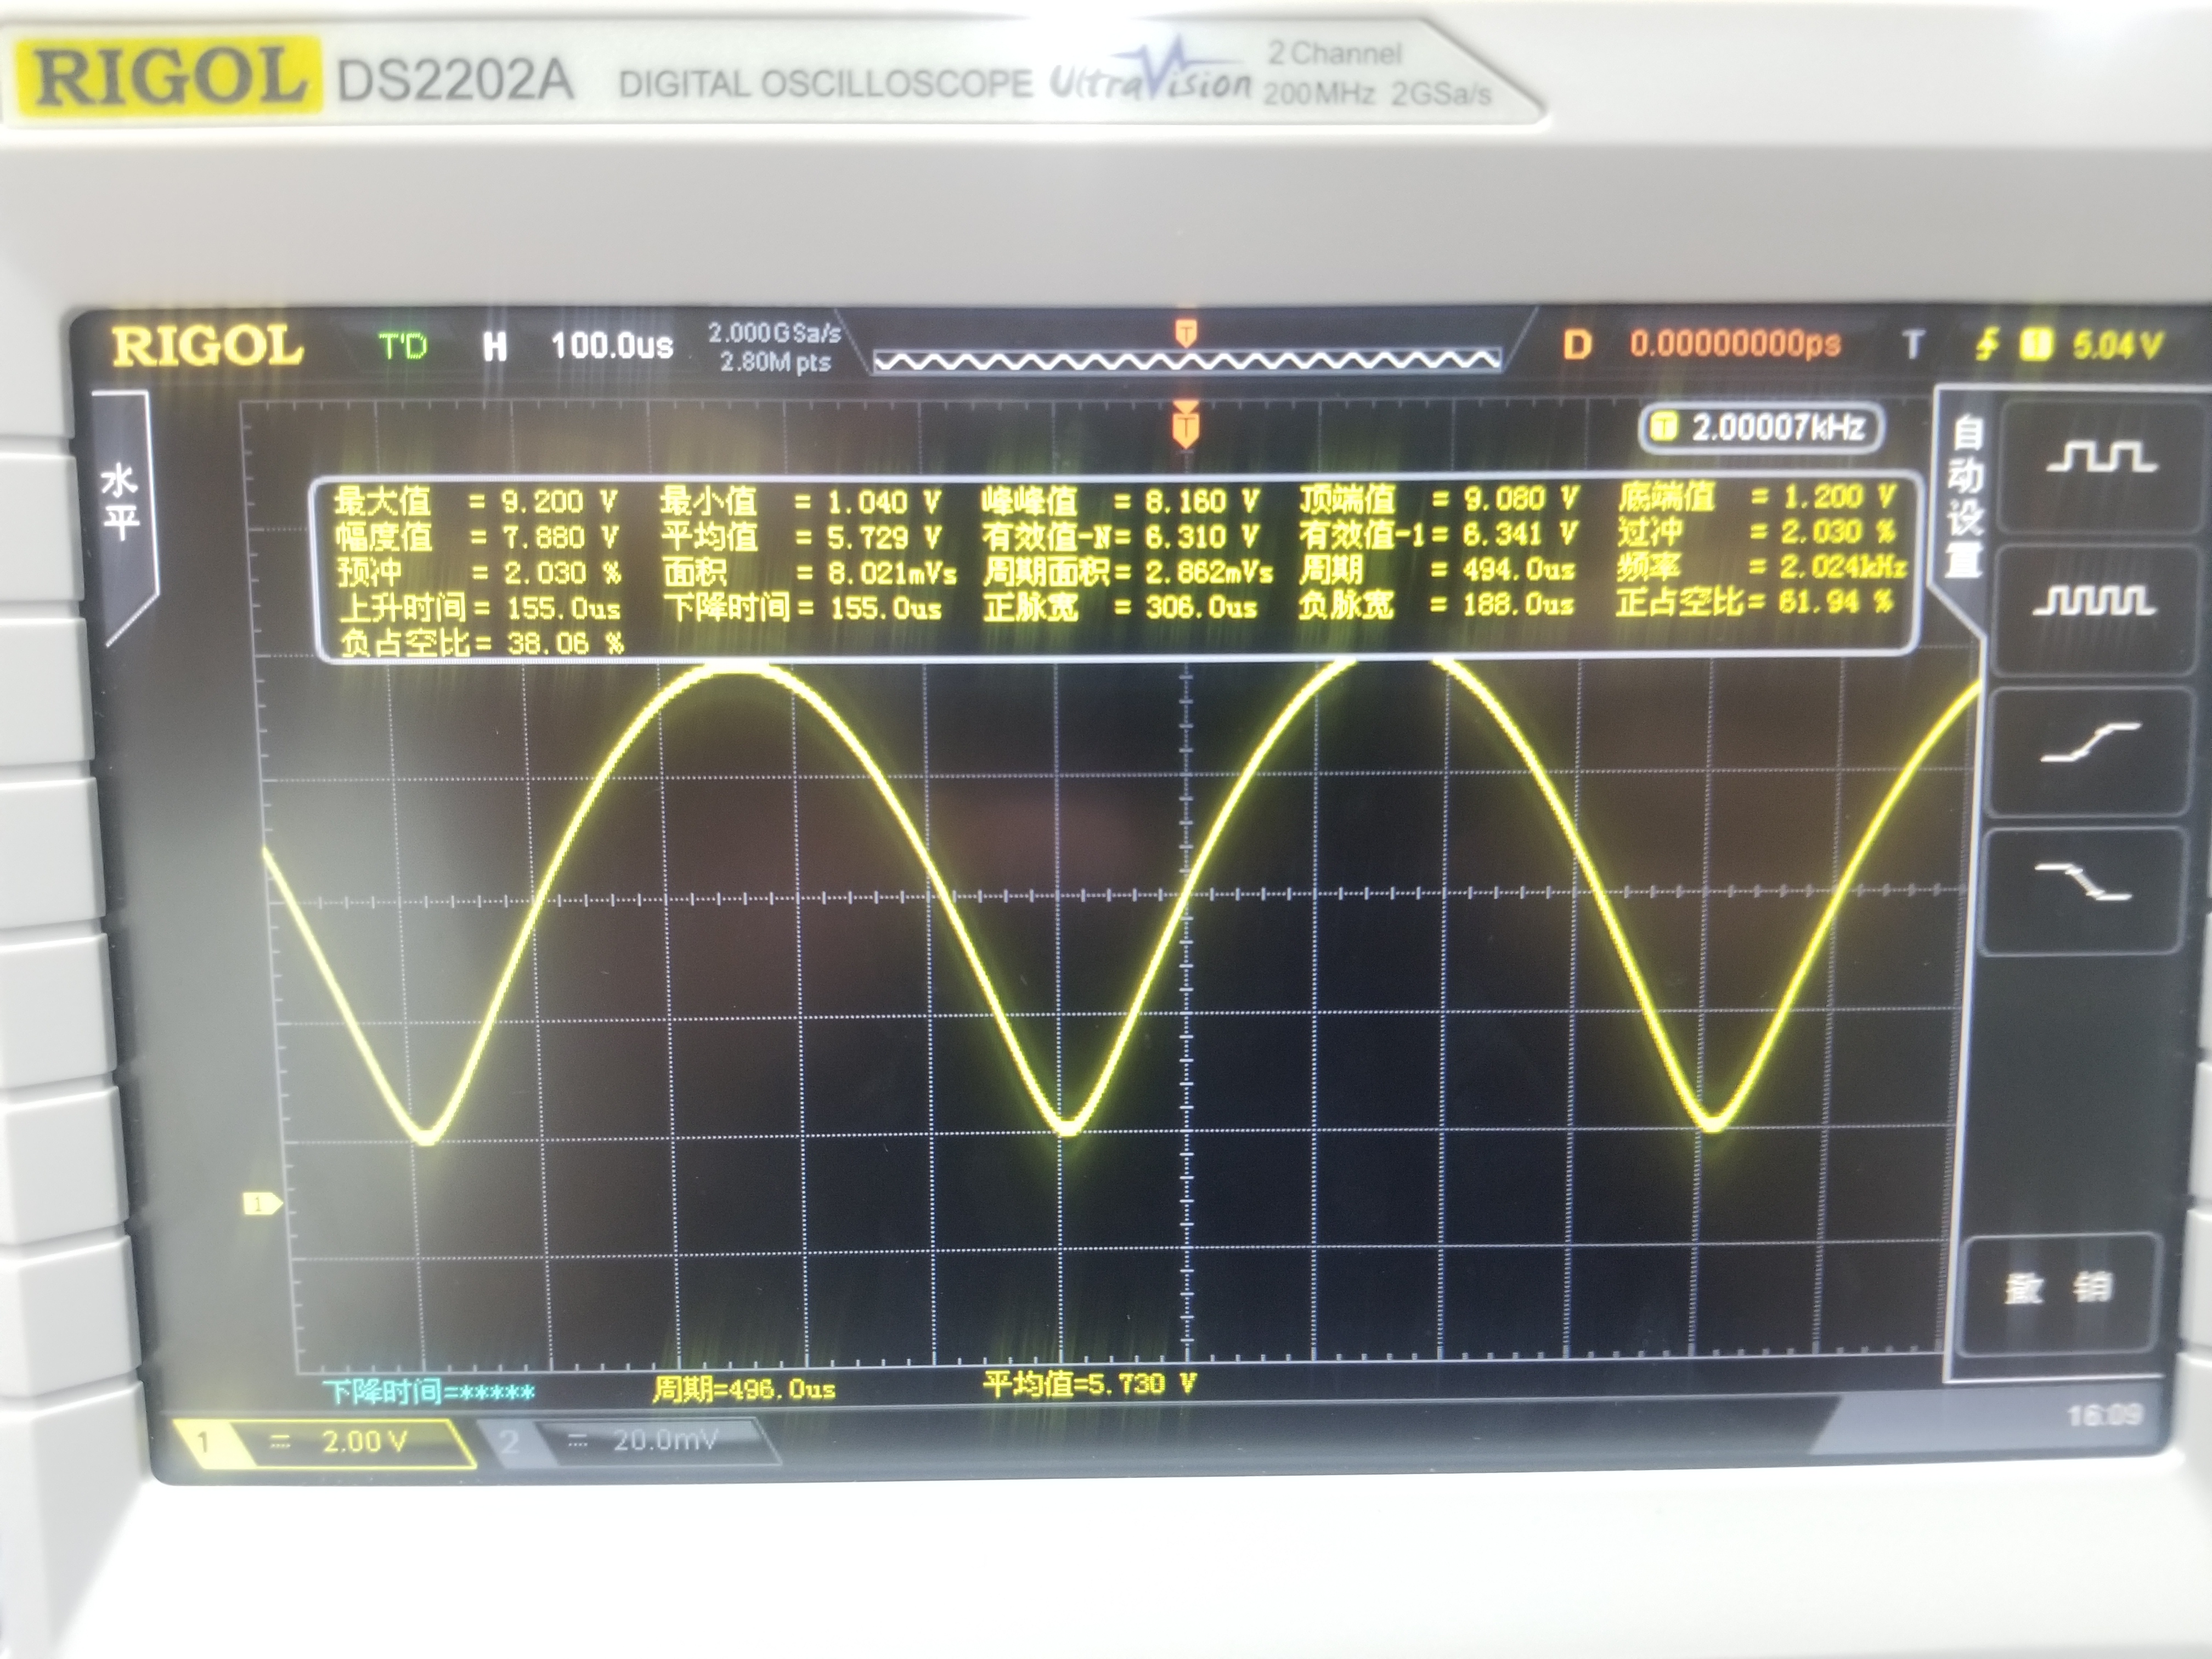 RIGOL DS2202A DIGITAL OSCILLOSCOPE UltraVision 2 Channel
200MHz 2GSa/s
RIGOL T'D H 100.0us 2.000GSa/s D 0.00000000ps T 1 5.04V
2.80M pts
水平
T
T
2.00007kHz
自动设置
最大值 = 9.200 V 最小值 = 1.040 V 峰峰值 = 8.160 V 顶端值 = 9.080 V 底端值 = 1.200 V
幅度值 = 7.880 V 平均值 = 5.729 V 有效值-N= 6.310 V 有效值-1= 6.341 V 过冲 = 2.030 %
预冲 = 2.030 % 面积 = 8.021mVs 周期面积= 2.862mVs 周期 = 494.0us 频率 = 2.024kHz
上升时间= 155.0us 下降时间= 155.0us 正脉宽 = 306.0us 负脉宽 = 188.0us 正占空比= 61.94 %
负占空比= 38.06 %
1
撤销
下降时间=***** 周期=496.0us 平均值=5.730 V
1 2.00V 2 20.0mV
16:09